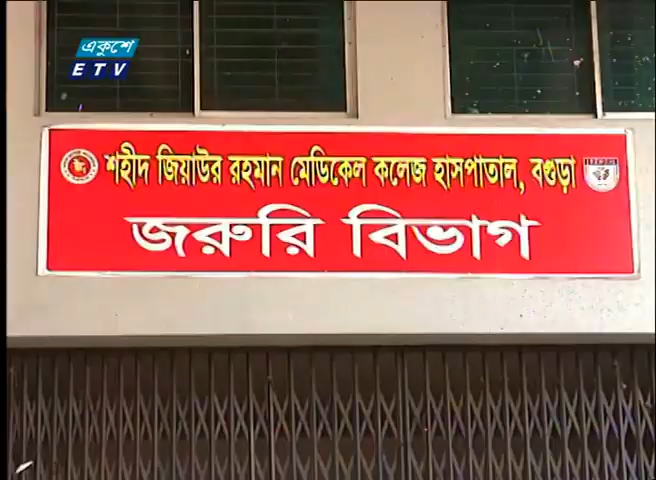 একুশে
ETV
শহীদ জিয়াউর রহমান মেডিকেল কলেজ হাসপাতাল, বগুড়া
জরুরি বিভাগ